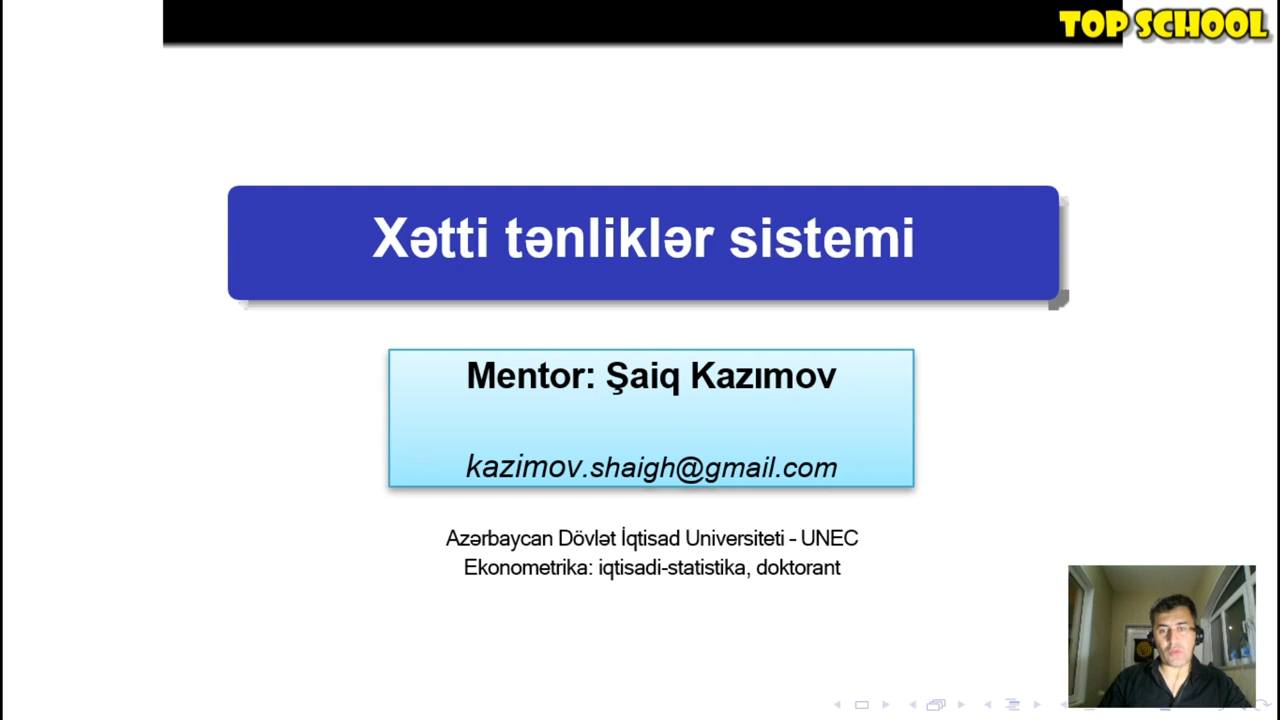 TOP SCHOOL
Xətti tənliklər sistemi
Mentor: Şaiq Kazımov
kazimov.shaigh@gmail.com
Azərbaycan Dövlət İqtisad Universiteti - UNEC
Ekonometrika: iqtisadi-statistika, doktorant